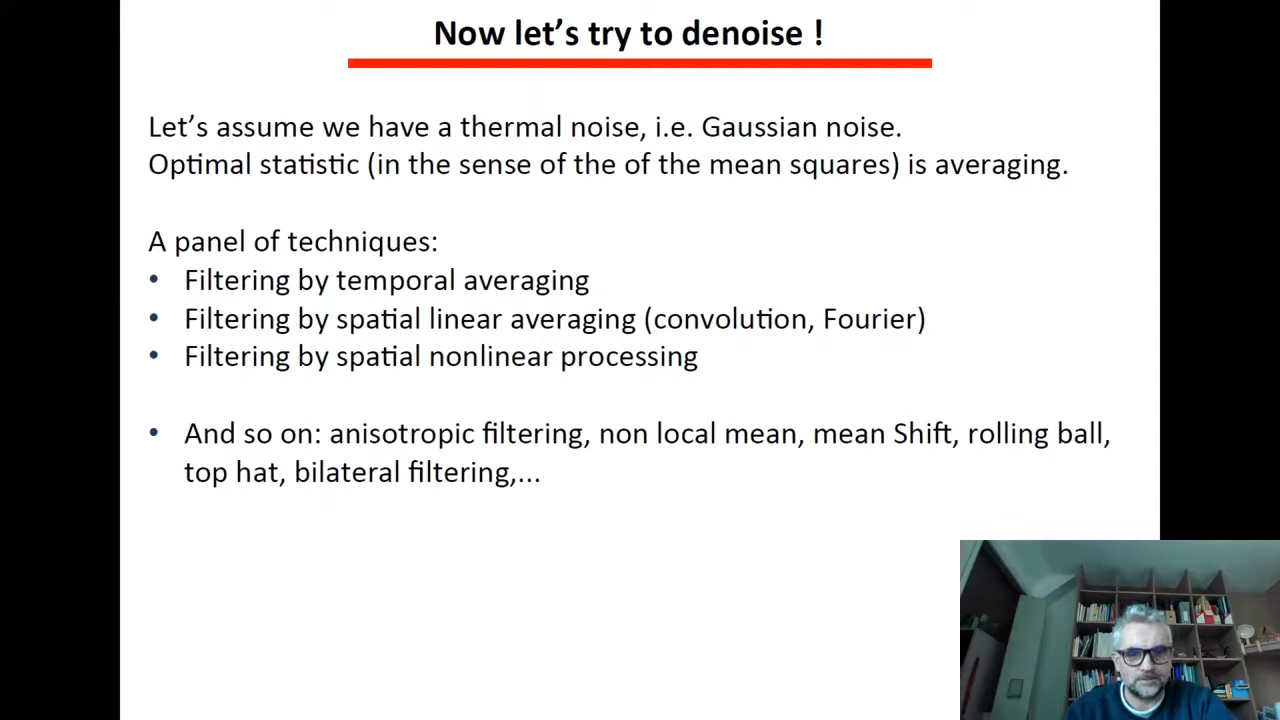 Now let's try to denoise !
Let's assume we have a thermal noise, i.e. Gaussian noise.
Optimal statistic (in the sense of the of the mean squares) is averaging.
A panel of techniques:
• Filtering by temporal averaging
• Filtering by spatial linear averaging (convolution, Fourier)
• Filtering by spatial nonlinear processing
• And so on: anisotropic filtering, non local mean, mean Shift, rolling ball,
top hat, bilateral filtering,...